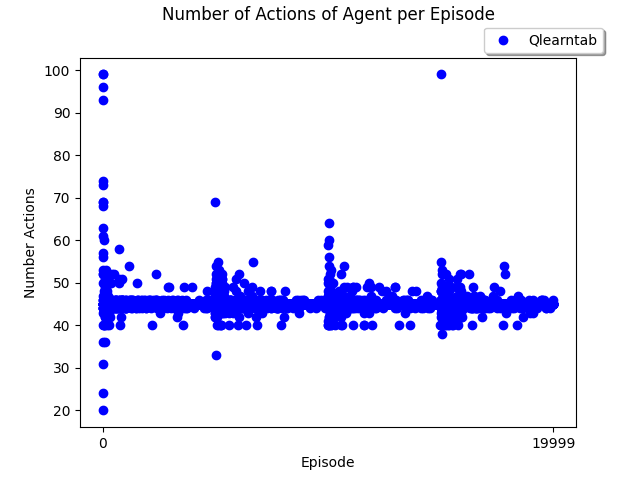 Number of Actions of Agent per Episode
Qlearntab
100
90
80
70
60
50
40
30
20
Number Actions
0 19999
Episode